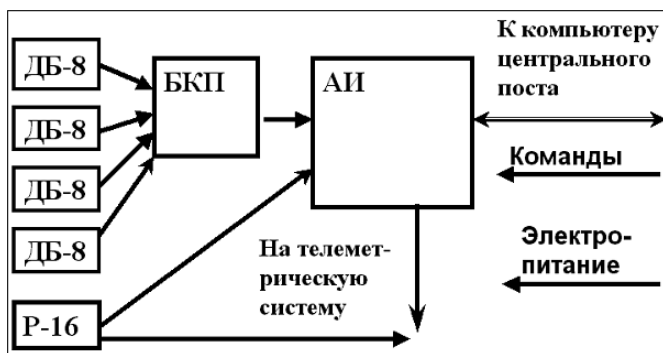 ДБ-8
ДБ-8
ДБ-8
ДБ-8
Р-16
БКП
АИ
На телемет-
рическую
систему
К компьютеру
центрального
поста
Команды
Электро-
питание